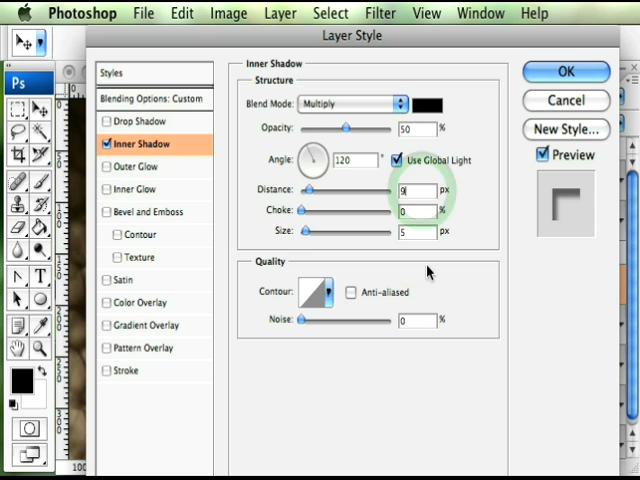 Photoshop File Edit Image Layer Select Filter View Window Help
Layer Style
Ps
Styles
Blending Options: Custom
Drop Shadow
Inner Shadow
Outer Glow
Inner Glow
Bevel and Emboss
Contour
Texture
Satin
Color Overlay
Gradient Overlay
Pattern Overlay
Stroke
Inner Shadow
Structure
Blend Mode: Multiply
Opacity: 50 %
Angle: 120 ° Use Global Light
Distance: 9 px
Choke: 0 %
Size: 5 px
Quality
Contour: Anti-aliased
Noise: 0 %
OK
Cancel
New Style...
Preview